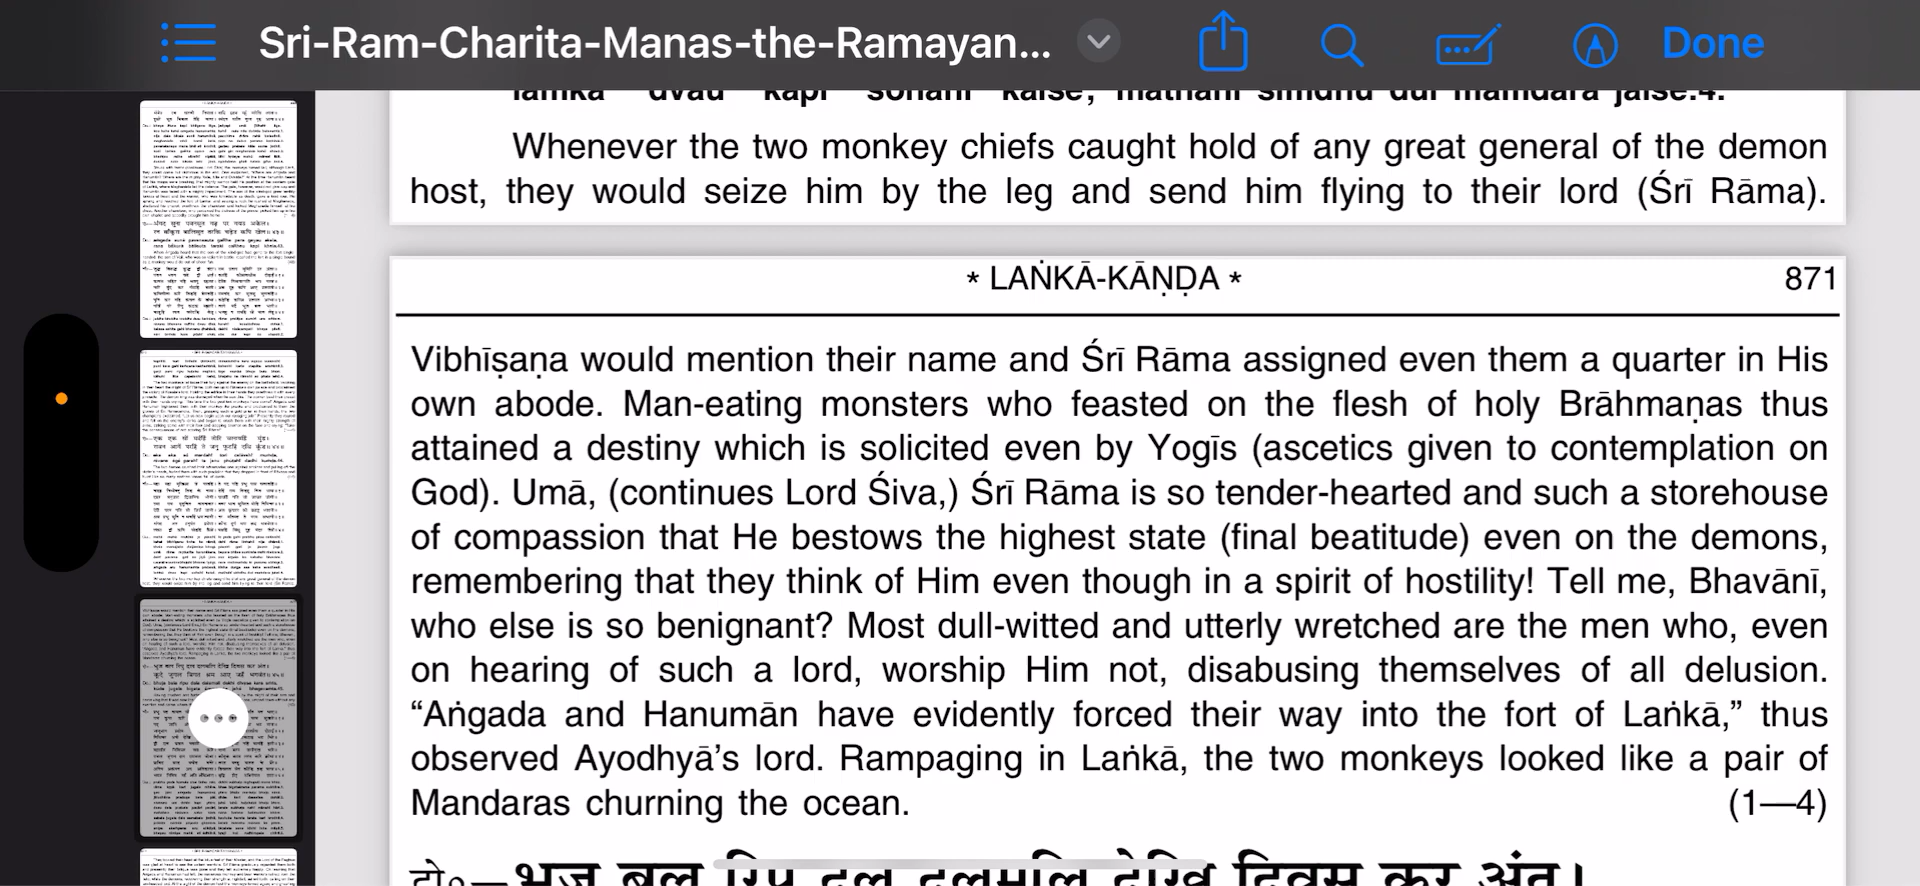 Sri-Ram-Charita-Manas-the-Ramayan...
Done
Whenever the two monkey chiefs caught hold of any great general of the demon
host, they would seize him by the leg and send him flying to their lord (Śrī Rāma).
* LAṄKĀ-KĀṆḌA *
871
Vibhīṣaṇa would mention their name and Śrī Rāma assigned even them a quarter in His
own abode. Man-eating monsters who feasted on the flesh of holy Brāhmaṇas thus
attained a destiny which is solicited even by Yogīs (ascetics given to contemplation on
God). Umā, (continues Lord Śiva,) Śrī Rāma is so tender-hearted and such a storehouse
of compassion that He bestows the highest state (final beatitude) even on the demons,
remembering that they think of Him even though in a spirit of hostility! Tell me, Bhavānī,
who else is so benignant? Most dull-witted and utterly wretched are the men who, even
on hearing of such a lord, worship Him not, disabusing themselves of all delusion.
“Aṅgada and Hanumān have evidently forced their way into the fort of Laṅkā,” thus
observed Ayodhyā’s lord. Rampaging in Laṅkā, the two monkeys looked like a pair of
Mandaras churning the ocean.
(1—4)
दो०—भुज बल रिपु दल दलमलि देखि दिवस कर अंत।